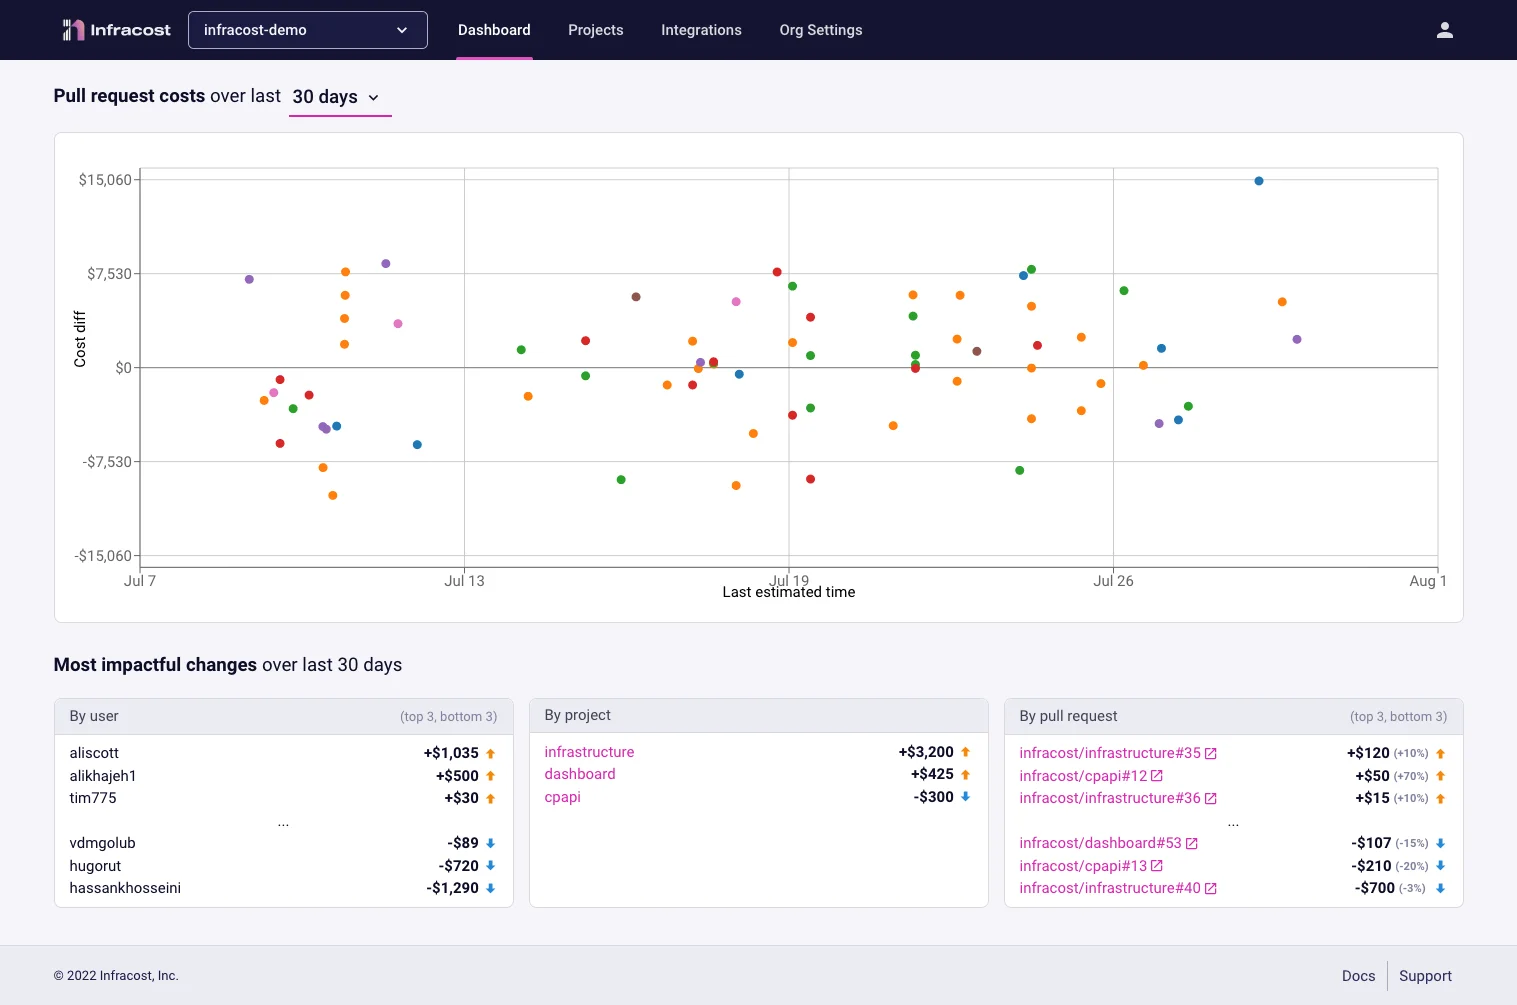 Infracost infracost-demo Dashboard Projects Integrations Org Settings
Pull request costs over last 30 days
$15,060
$7,530
$0
-$7,530
-$15,060
Cost diff
Jul 7 Jul 13 Jul 19 Jul 26 Aug 1
Last estimated time
Most impactful changes over last 30 days
By user (top 3, bottom 3)
aliscott +$1,035
alikhajeh1 +$500
tim775 +$30
...
vdmgolub -$89
hugorut -$720
hassankhosseini -$1,290
By project
infrastructure +$3,200
dashboard +$425
cpapi -$300
By pull request (top 3, bottom 3)
infracost/infrastructure#35 +$120 (+10%)
infracost/cpapi#12 +$50 (+70%)
infracost/infrastructure#36 +$15 (+10%)
...
infracost/dashboard#53 -$107 (-15%)
infracost/cpapi#13 -$210 (-20%)
infracost/infrastructure#40 -$700 (-3%)
© 2022 Infracost, Inc. Docs Support